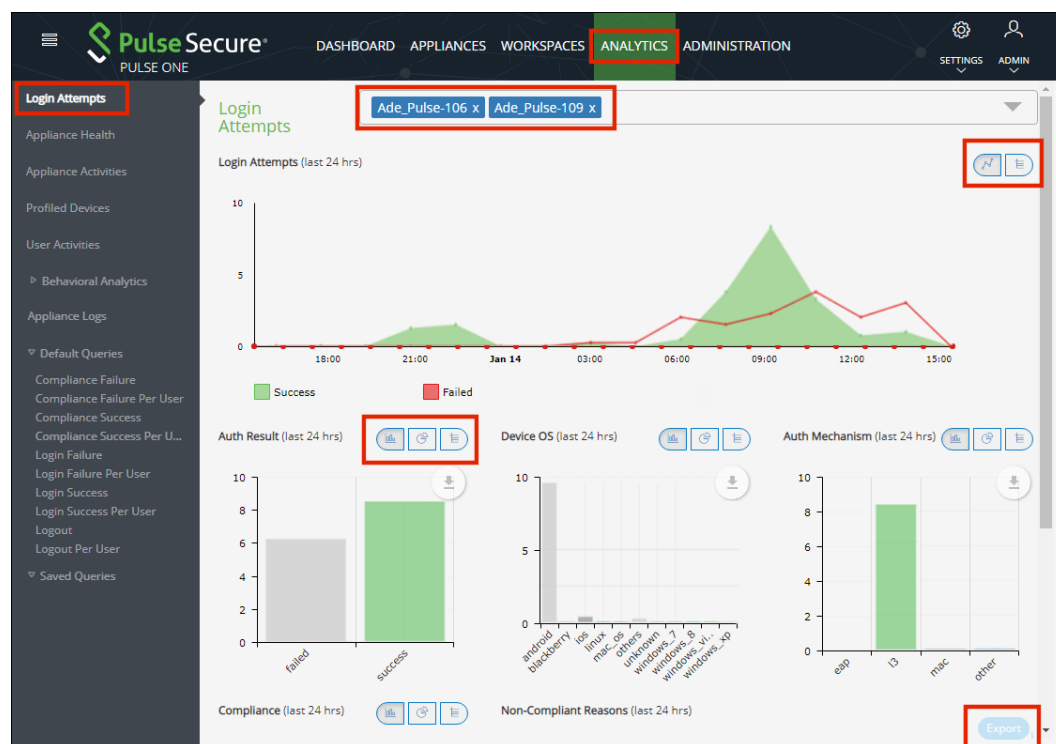 Pulse Secure®
PULSE ONE
DASHBOARD APPLIANCES WORKSPACES ANALYTICS ADMINISTRATION
SETTINGS
ADMIN
Login Attempts
Appliance Health
Appliance Activities
Profiled Devices
User Activities
Behavioral Analytics
Appliance Logs
Default Queries
Compliance Failure
Compliance Failure Per User
Compliance Success
Compliance Success Per U...
Login Failure
Login Failure Per User
Login Success
Login Success Per User
Logout
Logout Per User
Saved Queries
Login
Attempts
Ade_Pulse-106 x Ade_Pulse-109 x
Login Attempts (last 24 hrs)
10
5
0
18:00 21:00 Jan 14 03:00 06:00 09:00 12:00 15:00
Success Failed
Auth Result (last 24 hrs)
10
8
6
4
2
0
failed success
Device OS (last 24 hrs)
10
5
0
android blackberry ios linux mac_os others unknown windows_7 windows_8 windows_vi... windows_xp
Auth Mechanism (last 24 hrs)
10
8
6
4
2
0
eap l3 mac other
Compliance (last 24 hrs)
Non-Compliant Reasons (last 24 hrs)
Export